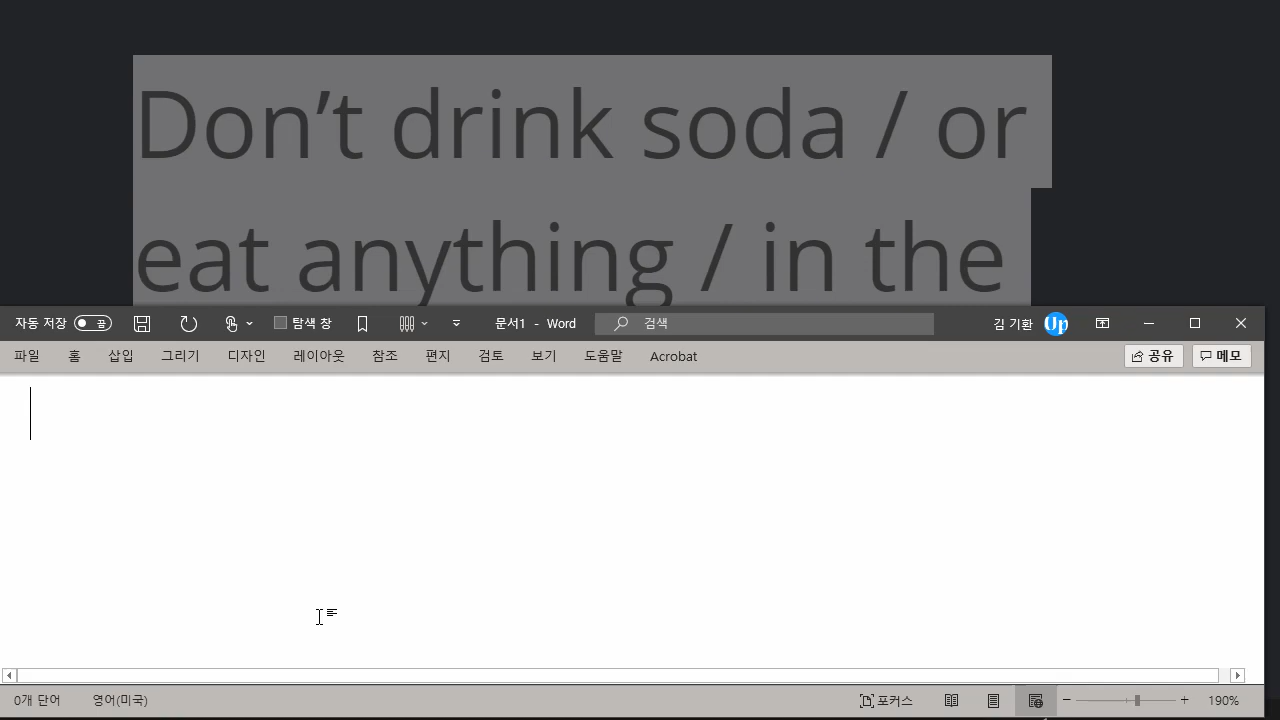 Don’t drink soda / or
eat anything / in the
자동 저장 끔 탐색 창 문서1 - Word 검색 김 기환 Up
파일 홈 삽입 그리기 디자인 레이아웃 참조 편지 검토 보기 도움말 Acrobat 공유 메모
0개 단어 영어(미국) 포커스 190%